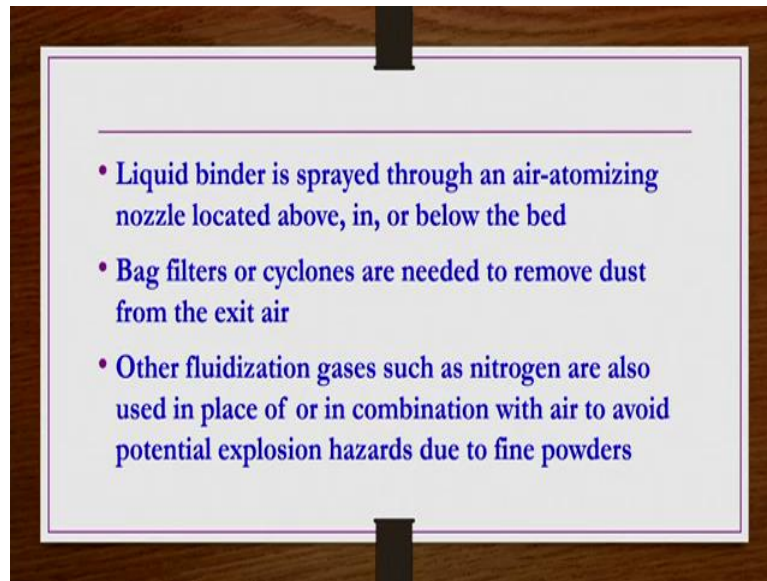 • Liquid binder is sprayed through an air-atomizing
nozzle located above, in, or below the bed
• Bag filters or cyclones are needed to remove dust
from the exit air
• Other fluidization gases such as nitrogen are also
used in place of or in combination with air to avoid
potential explosion hazards due to fine powders